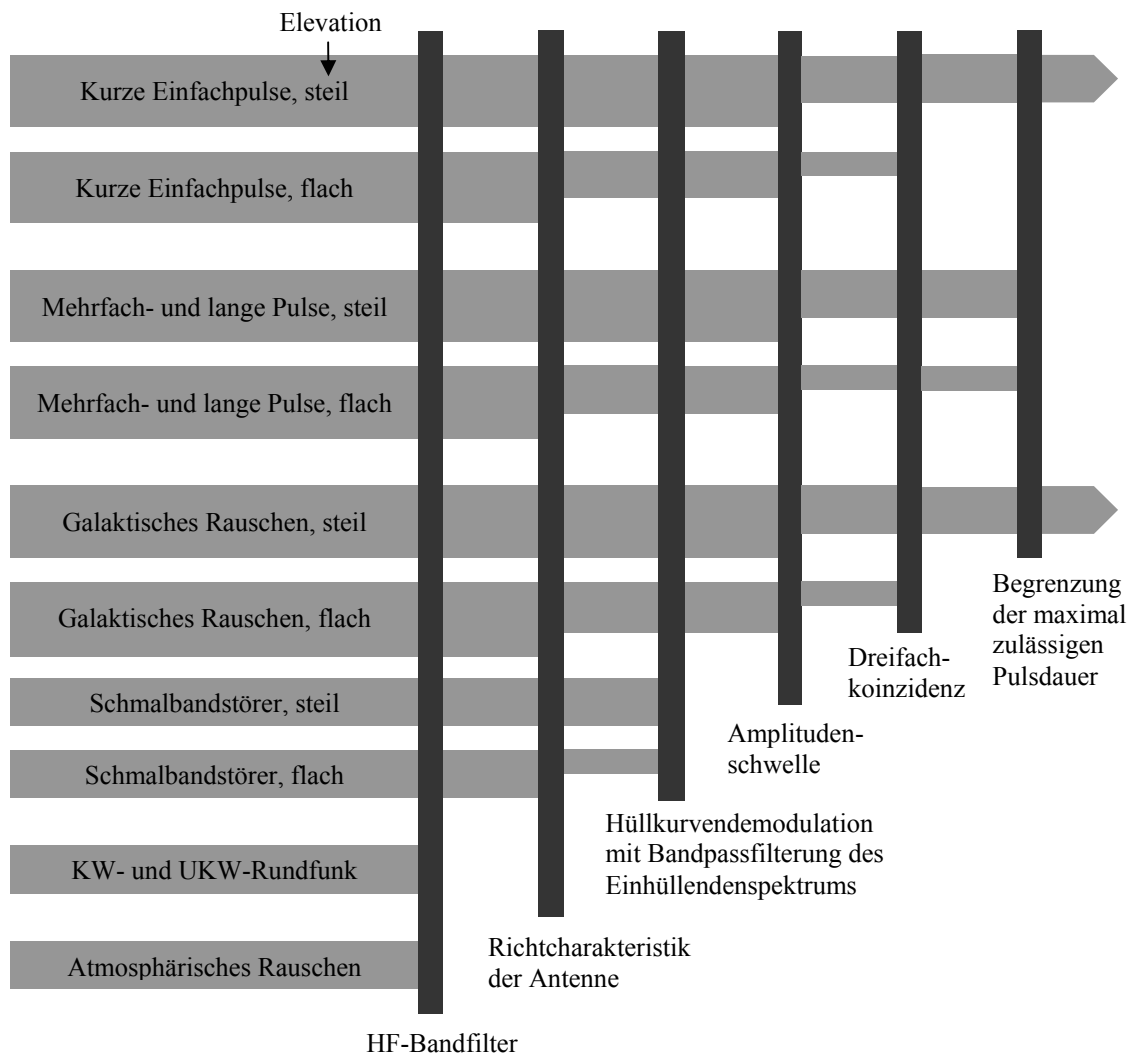 Elevation
Kurze Einfachpulse, steil
Kurze Einfachpulse, flach
Mehrfach- und lange Pulse, steil
Mehrfach- und lange Pulse, flach
Galaktisches Rauschen, steil
Galaktisches Rauschen, flach
Schmalbandstörer, steil
Schmalbandstörer, flach
KW- und UKW-Rundfunk
Atmosphärisches Rauschen
HF-Bandfilter
Richtcharakteristik
der Antenne
Hüllkurvendemodulation
mit Bandpassfilterung des
Einhüllendenspektrums
Amplituden-
schwelle
Dreifach-
koinzidenz
Begrenzung
der maximal
zulässigen
Pulsdauer